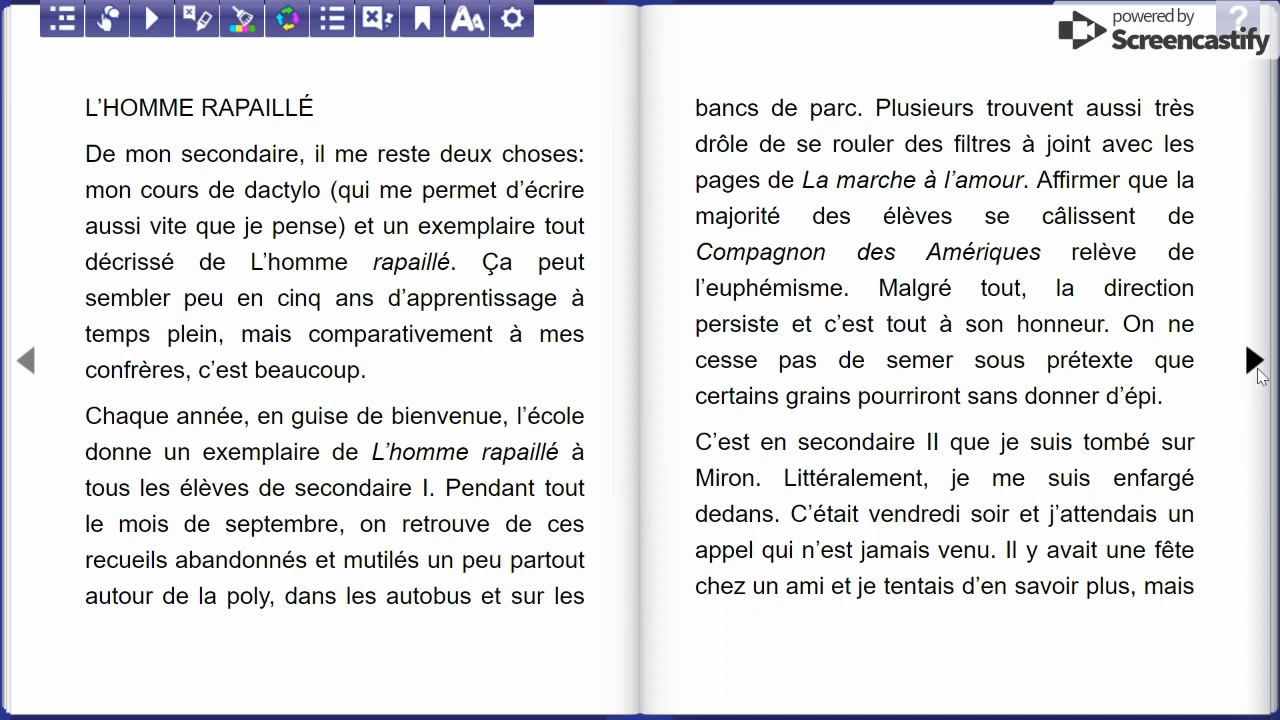 powered by
Screencastify
?
L’HOMME RAPAILLÉ
De mon secondaire, il me reste deux choses:
mon cours de dactylo (qui me permet d’écrire
aussi vite que je pense) et un exemplaire tout
décrissé de L’homme rapaillé. Ça peut
sembler peu en cinq ans d’apprentissage à
temps plein, mais comparativement à mes
confrères, c’est beaucoup.
Chaque année, en guise de bienvenue, l’école
donne un exemplaire de L’homme rapaillé à
tous les élèves de secondaire I. Pendant tout
le mois de septembre, on retrouve de ces
recueils abandonnés et mutilés un peu partout
autour de la poly, dans les autobus et sur les
bancs de parc. Plusieurs trouvent aussi très
drôle de se rouler des filtres à joint avec les
pages de La marche à l’amour. Affirmer que la
majorité des élèves se câlissent de
Compagnon des Amériques relève de
l’euphémisme. Malgré tout, la direction
persiste et c’est tout à son honneur. On ne
cesse pas de semer sous prétexte que
certains grains pourriront sans donner d’épi.
C’est en secondaire II que je suis tombé sur
Miron. Littéralement, je me suis enfargé
dedans. C’était vendredi soir et j’attendais un
appel qui n’est jamais venu. Il y avait une fête
chez un ami et je tentais d’en savoir plus, mais